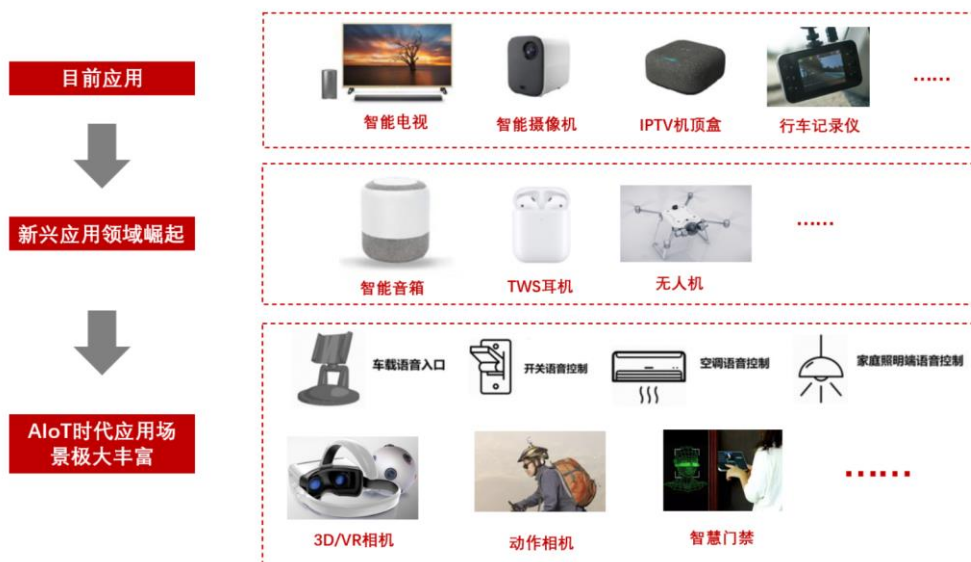 目前应用
智能电视
智能摄像机
IPTV机顶盒
行车记录仪
……
新兴应用领域崛起
智能音箱
TWS耳机
无人机
……
AIoT时代应用场
景极大丰富
车载语音入口
开关语音控制
空调语音控制
家庭照明端语音控制
3D/VR相机
动作相机
智慧门禁
……